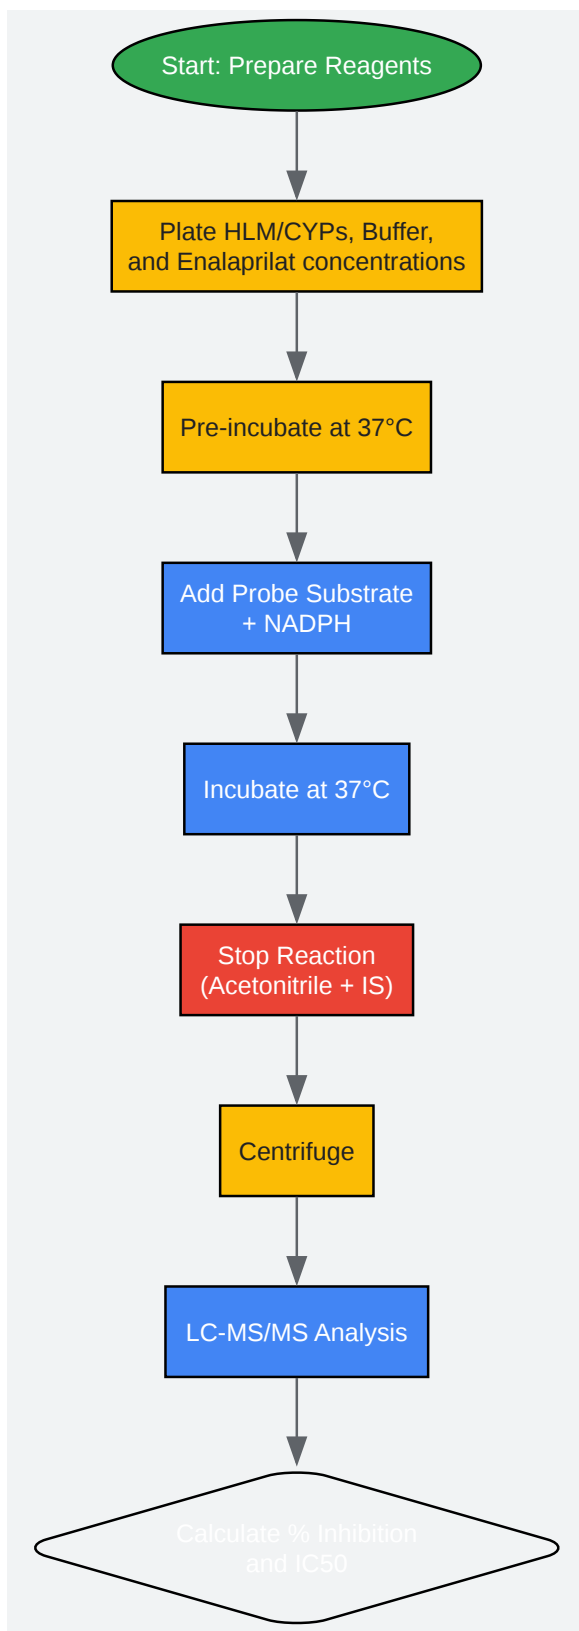 Start: Prepare Reagents
Plate HLM/CYPs, Buffer,
and Enalaprilat concentrations
Pre-incubate at 37°C
Add Probe Substrate
+ NADPH
Incubate at 37°C
Stop Reaction
(Acetonitrile + IS)
Centrifuge
LC-MS/MS Analysis
Calculate % Inhibition
and IC50